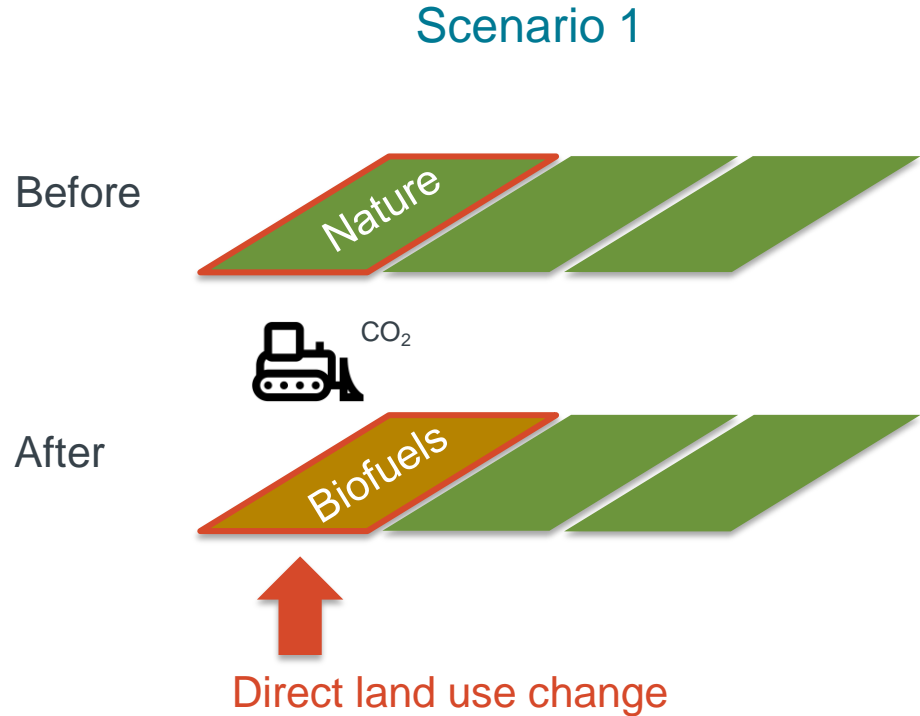 Scenario 1
Before
Nature
CO₂
After
Biofuels
Direct land use change